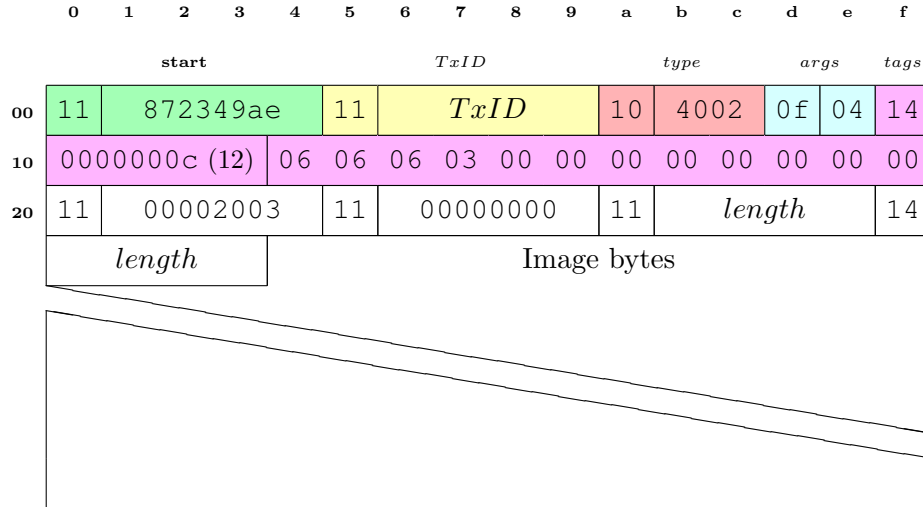 0 1 2 3 4 5 6 7 8 9 a b c d e f
start TxID type args tags
00 11 872349ae 11 TxID 10 4002 0f 04 14
10 0000000c (12) 06 06 06 03 00 00 00 00 00 00 00 00
20 11 00002003 11 00000000 11 length 14
length Image bytes